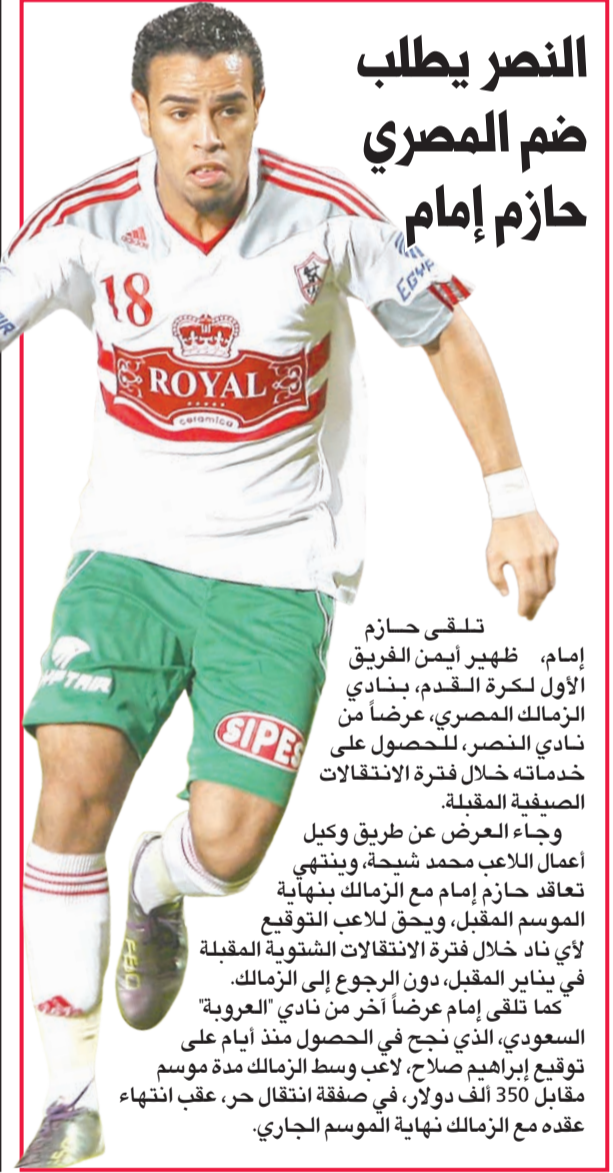 النصر يطلب
ضم المصري
حازم إمام
adidas
18
EGYPT
ROYAL
ceramica
SIPES
تلقى حازم
إمام، ظهير أيمن الفريق
الأول لكرة القدم، بنادي
الزمالك المصري، عرضاً من
نادي النصر، للحصول على
خدماته خلال فترة الانتقالات
الصيفية المقبلة.
وجاء العرض عن طريق وكيل
أعمال اللاعب محمد شيحة، وينتهي
تعاقد حازم إمام مع الزمالك بنهاية
الموسم المقبل، ويحق للاعب التوقيع
لأي ناد خلال فترة الانتقالات الشتوية المقبلة
في يناير المقبل، دون الرجوع إلى الزمالك.
كما تلقى إمام عرضاً آخر من نادي "العروبة"
السعودي، الذي نجح في الحصول منذ أيام على
توقيع إبراهيم صلاح، لاعب وسط الزمالك مدة موسم
مقابل 350 ألف دولار، في صفقة انتقال حر، عقب انتهاء
عقده مع الزمالك نهاية الموسم الجاري.